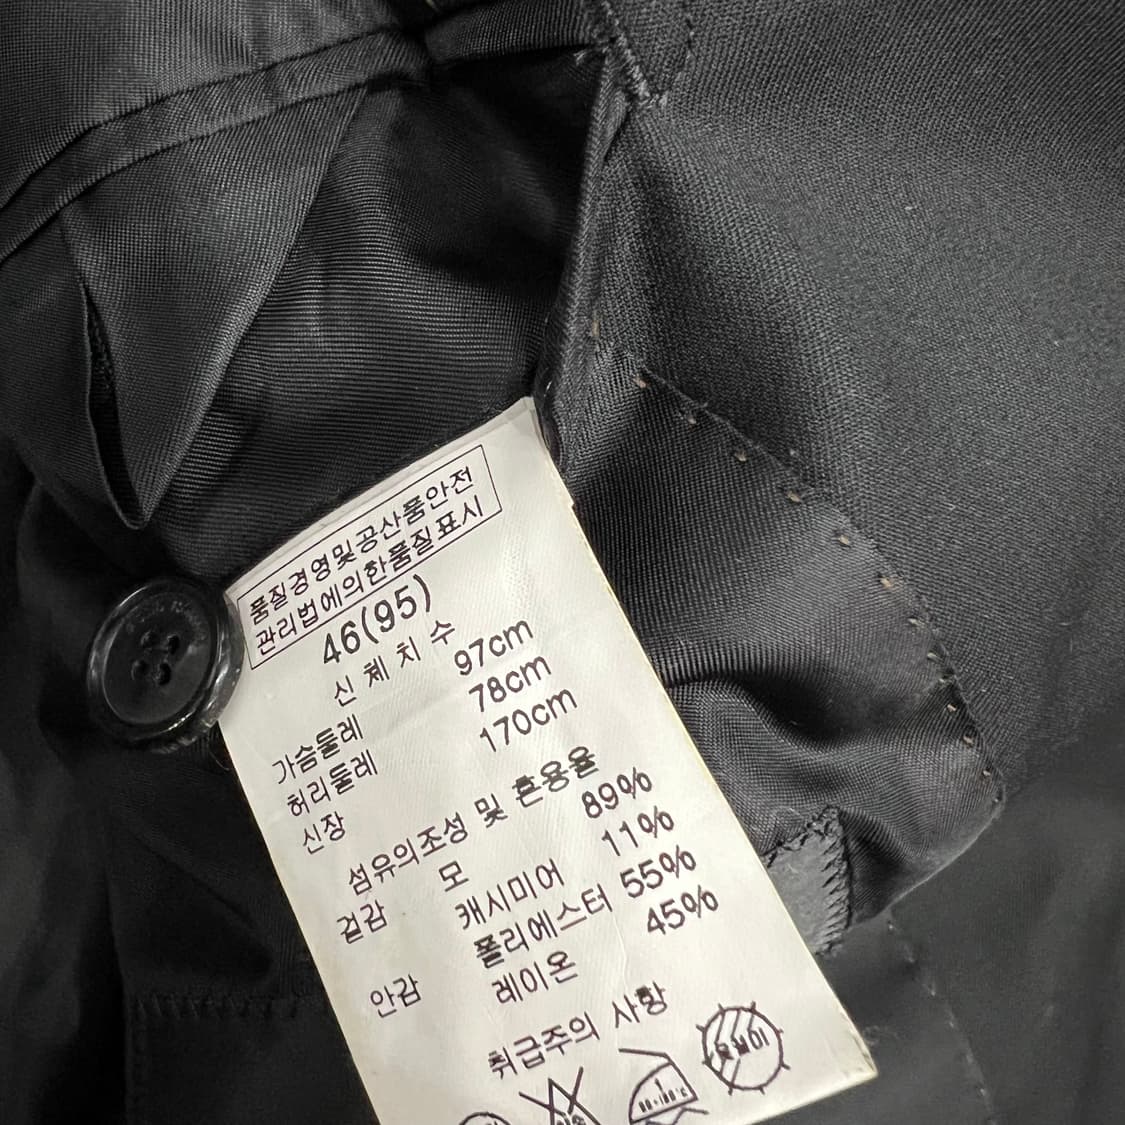 품질경영및공산품안전
관리법에의한품질표시
46(95)
신체치수
가슴둘레 97cm
허리둘레 78cm
신장 170cm
섬유의조성 및 혼용율
겉감 모 89%
캐시미어 11%
안감 폴리에스터 55%
레이온 45%
취급주의 사항